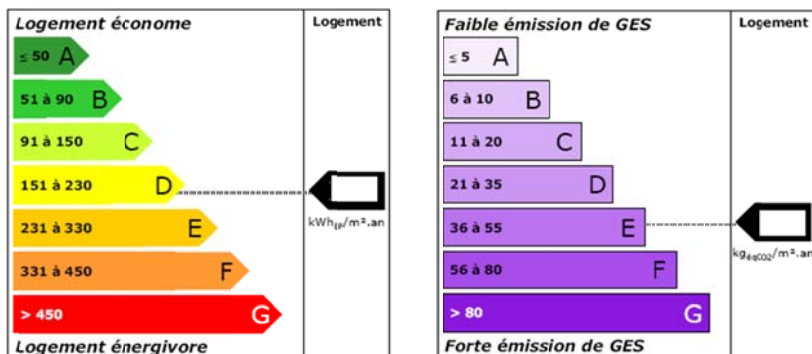 Logement économe
Logement
≤ 50 A
51 à 90 B
91 à 150 C
151 à 230 D
231 à 330 E
331 à 450 F
> 450 G
kWhEP/m².an
Logement énergivore
Faible émission de GES
Logement
≤ 5 A
6 à 10 B
11 à 20 C
21 à 35 D
36 à 55 E
56 à 80 F
> 80 G
kgéqCO2/m².an
Forte émission de GES